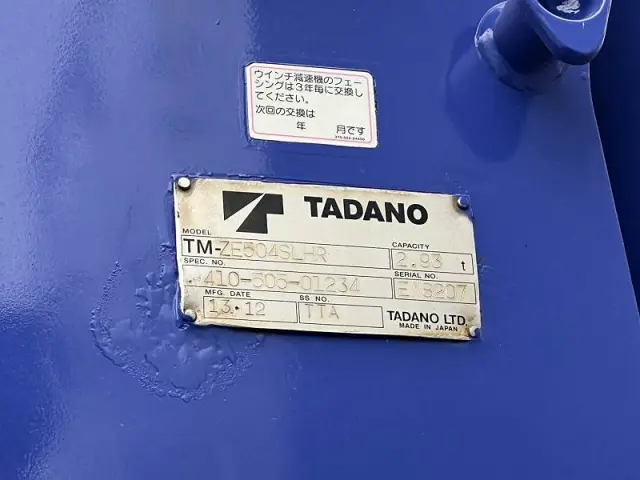 ウインチ減速機のフェー
シングは3年毎に交換し
てください。
次回の交換は
年 月です
TADANO
MODEL CAPACITY
TM-ZE504SLHR 2.93 t
SPEC. NO. SERIAL NO.
MFG. DATE SS NO.
13・12 TTA
TADANO LTD.
MADE IN JAPAN